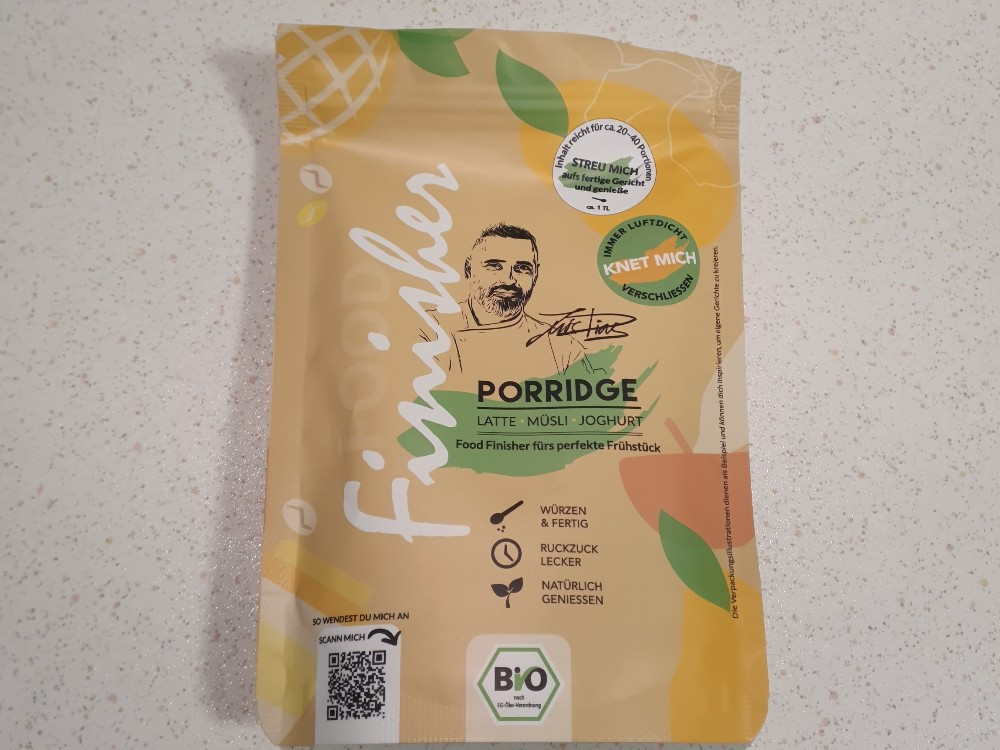 Inhalt reicht für ca. 20-40 Portionen
STREU MICH
aufs fertige Gericht
und genieße
ca. 1 TL
IMMER LUFTDICHT
KNET MICH
VERSCHLIESSEN
Finisher
PORRIDGE
LATTE · MÜSLI · JOGHURT
Food Finisher fürs perfekte Frühstück
WÜRZEN
& FERTIG
RUCKZUCK
LECKER
NATÜRLICH
GENIESSEN
Die Verpackungsillustrationen dienen als Beispiel und können dich inspirieren, um eigene Gerichte zu kreieren.
SO WENDEST DU MICH AN
SCANN MICH
BiO
nach
EG-Öko-Verordnung